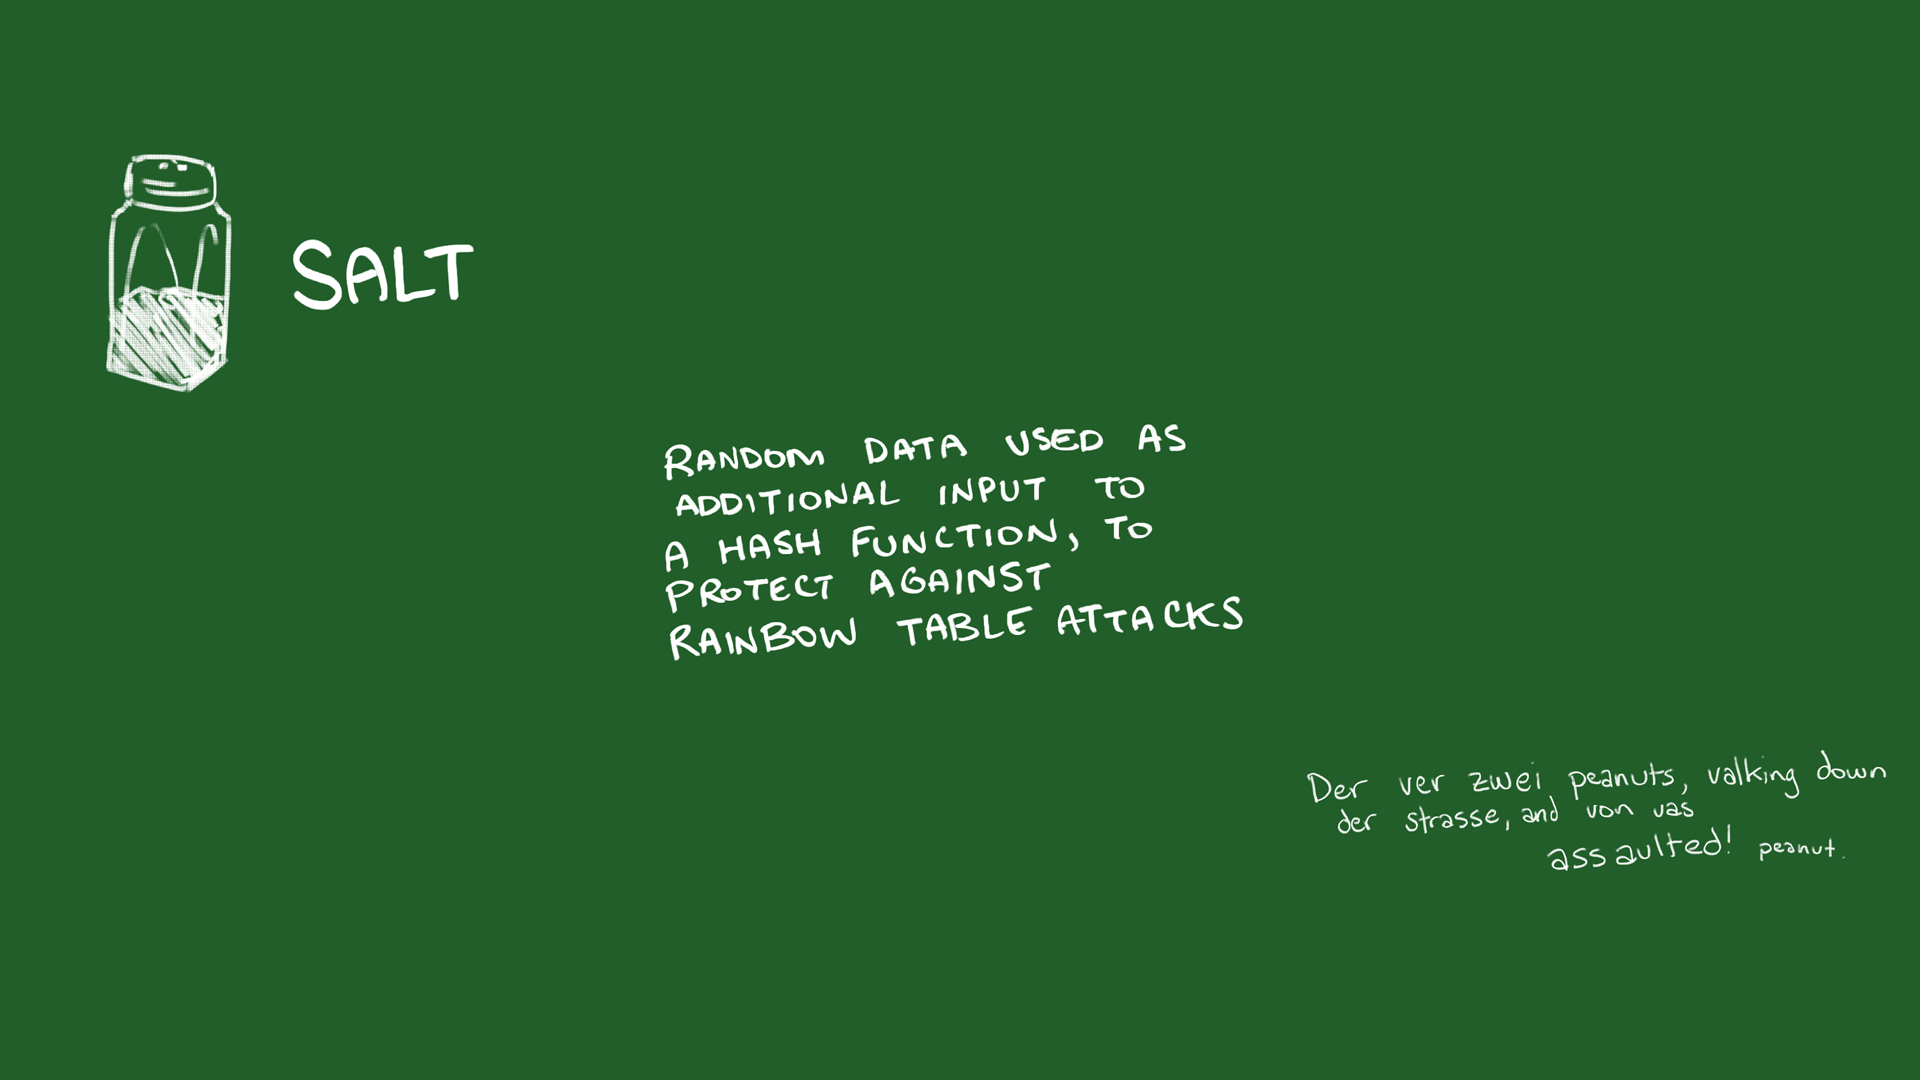 SALT
RANDOM DATA USED AS
ADDITIONAL INPUT TO
A HASH FUNCTION, TO
PROTECT AGAINST
RAINBOW TABLE ATTACKS
Der ver zwei peanuts, valking down
der strasse, and von vas
assaulted! peanut.